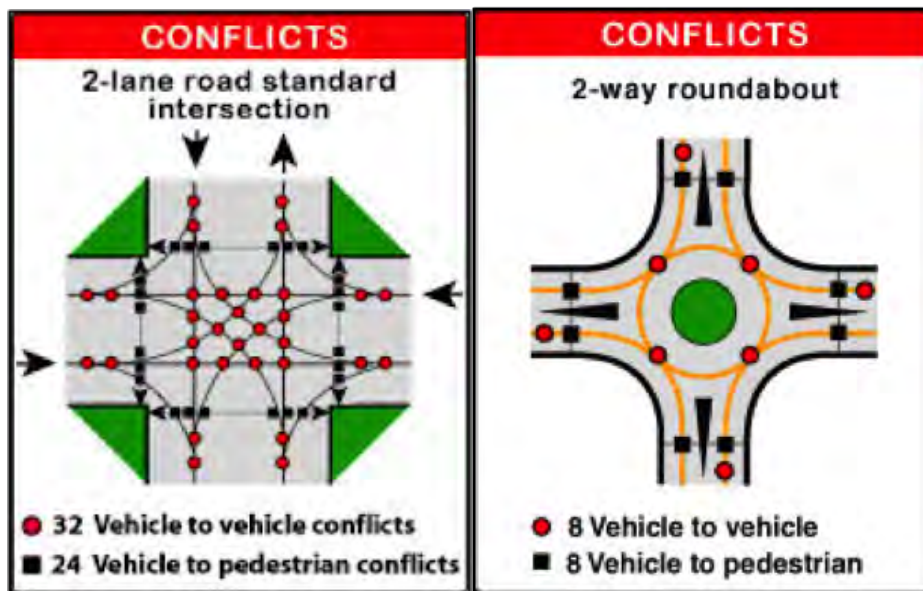 CONFLICTS
2-lane road standard
intersection
32 Vehicle to vehicle conflicts
24 Vehicle to pedestrian conflicts
CONFLICTS
2-way roundabout
8 Vehicle to vehicle
8 Vehicle to pedestrian